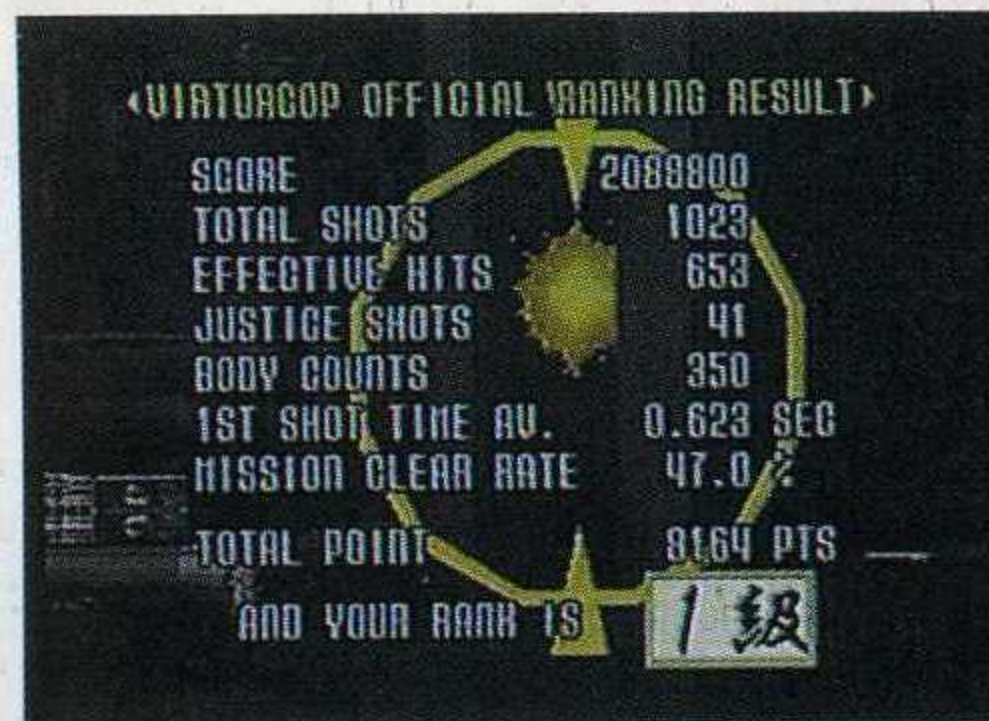 VIRTUACOP OFFICIAL RANKING RESULT
SCORE 2088800
TOTAL SHOTS 1023
EFFECTIVE HITS 653
JUSTICE SHOTS 41
BODY COUNTS 350
1ST SHOT TIME AV. 0.623 SEC
MISSION CLEAR RATE 47.0 %
TOTAL POINT 8164 PTS
AND YOUR RANK IS 1級